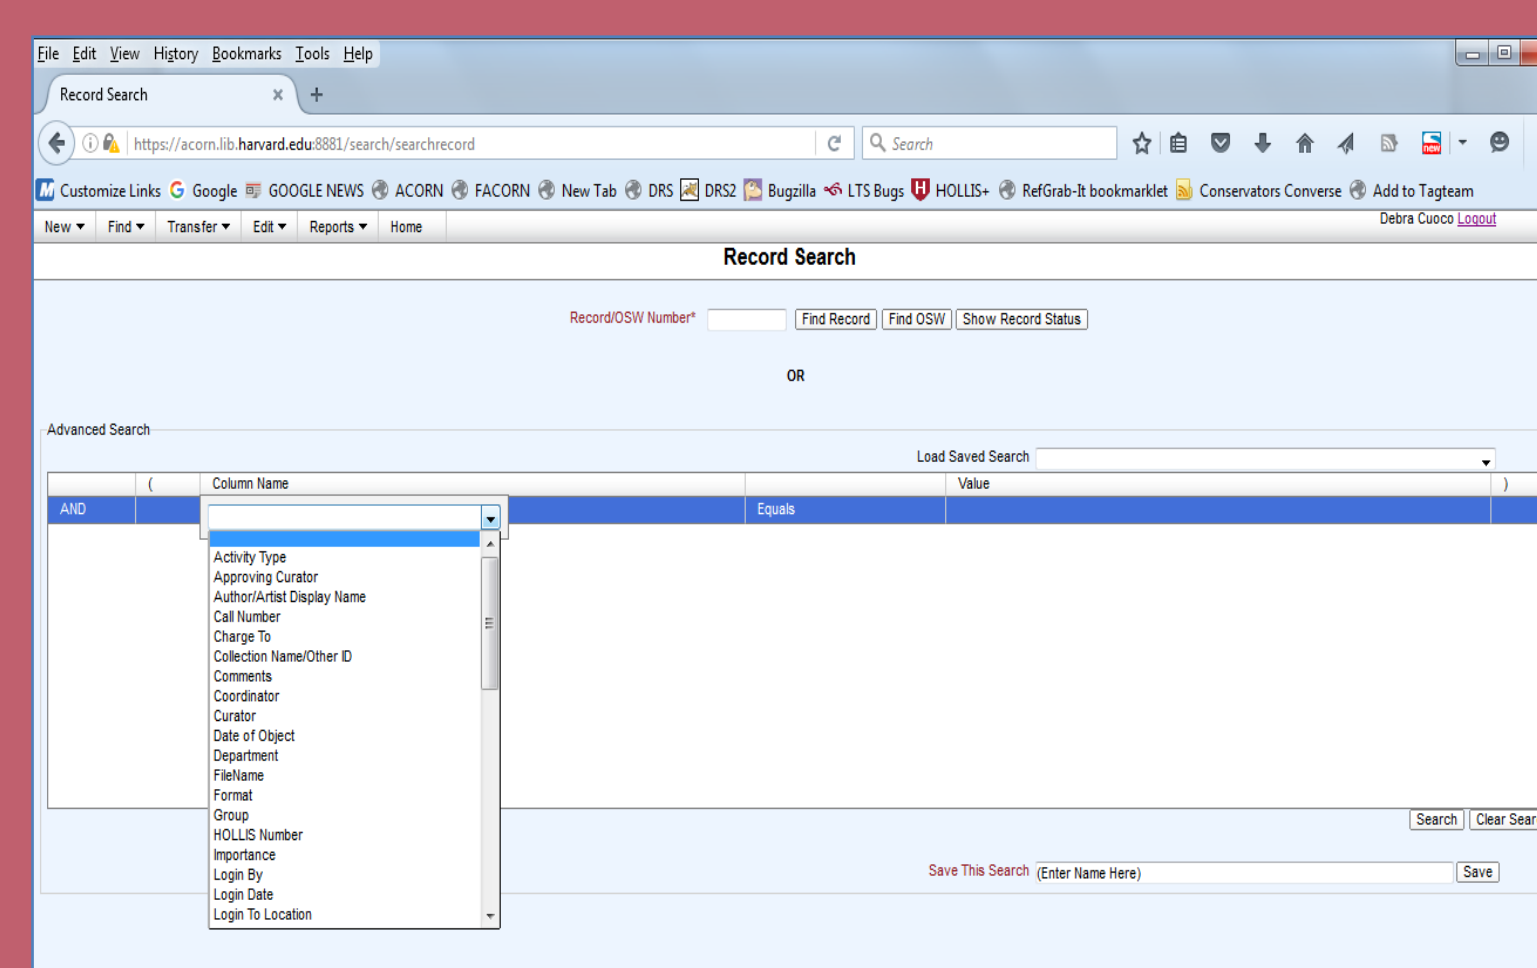 File Edit View History Bookmarks Tools Help
Record Search × +
https://acorn.lib.harvard.edu:8881/search/searchrecord Search new
Customize Links Google GOOGLE NEWS ACORN FACORN New Tab DRS DRS2 Bugzilla LTS Bugs HOLLIS+ RefGrab-It bookmarklet Conservators Converse Add to Tagteam
New Find Transfer Edit Reports Home Debra Cuoco Logout
Record Search
Record/OSW Number* Find Record Find OSW Show Record Status
OR
Advanced Search
Load Saved Search
( Column Name Value )
AND Equals
Activity Type
Approving Curator
Author/Artist Display Name
Call Number
Charge To
Collection Name/Other ID
Comments
Coordinator
Curator
Date of Object
Department
FileName
Format
Group
HOLLIS Number
Importance
Login By
Login Date
Login To Location
Search Clear Sear
Save This Search (Enter Name Here) Save